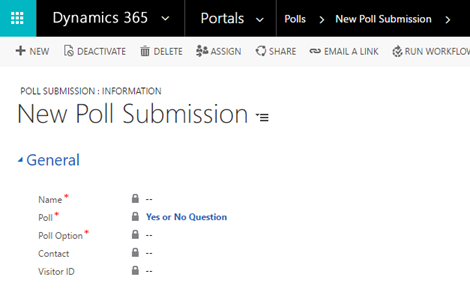 Dynamics 365 Portals Polls New Poll Submission
NEW DEACTIVATE DELETE ASSIGN SHARE EMAIL A LINK RUN WORKFLOW
POLL SUBMISSION : INFORMATION
New Poll Submission
General
Name* --
Poll* Yes or No Question
Poll Option* --
Contact --
Visitor ID --